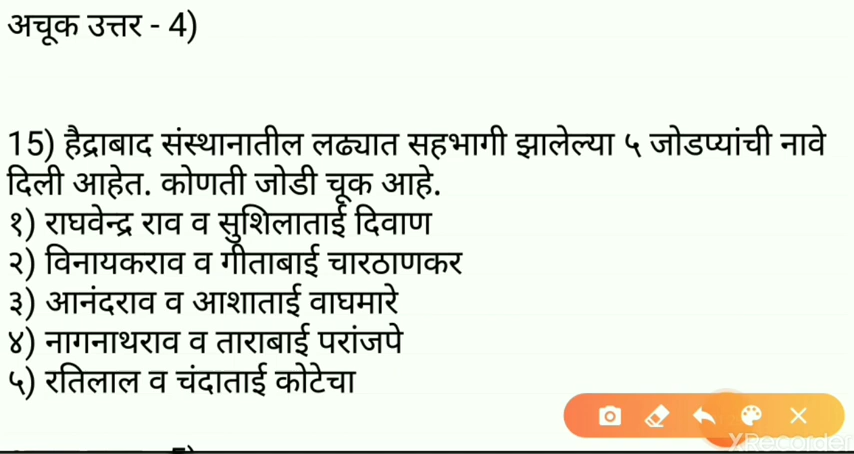 अचूक उत्तर - 4)
15) हैद्राबाद संस्थानातील लढ्यात सहभागी झालेल्या ५ जोडप्यांची नावे
दिली आहेत. कोणती जोडी चूक आहे.
१) राघवेन्द्र राव व सुशिलाताई दिवाण
२) विनायकराव व गीताबाई चारठाणकर
३) आनंदराव व आशाताई वाघमारे
४) नागनाथराव व ताराबाई परांजपे
५) रतिलाल व चंदाताई कोटेचा
XRecorder